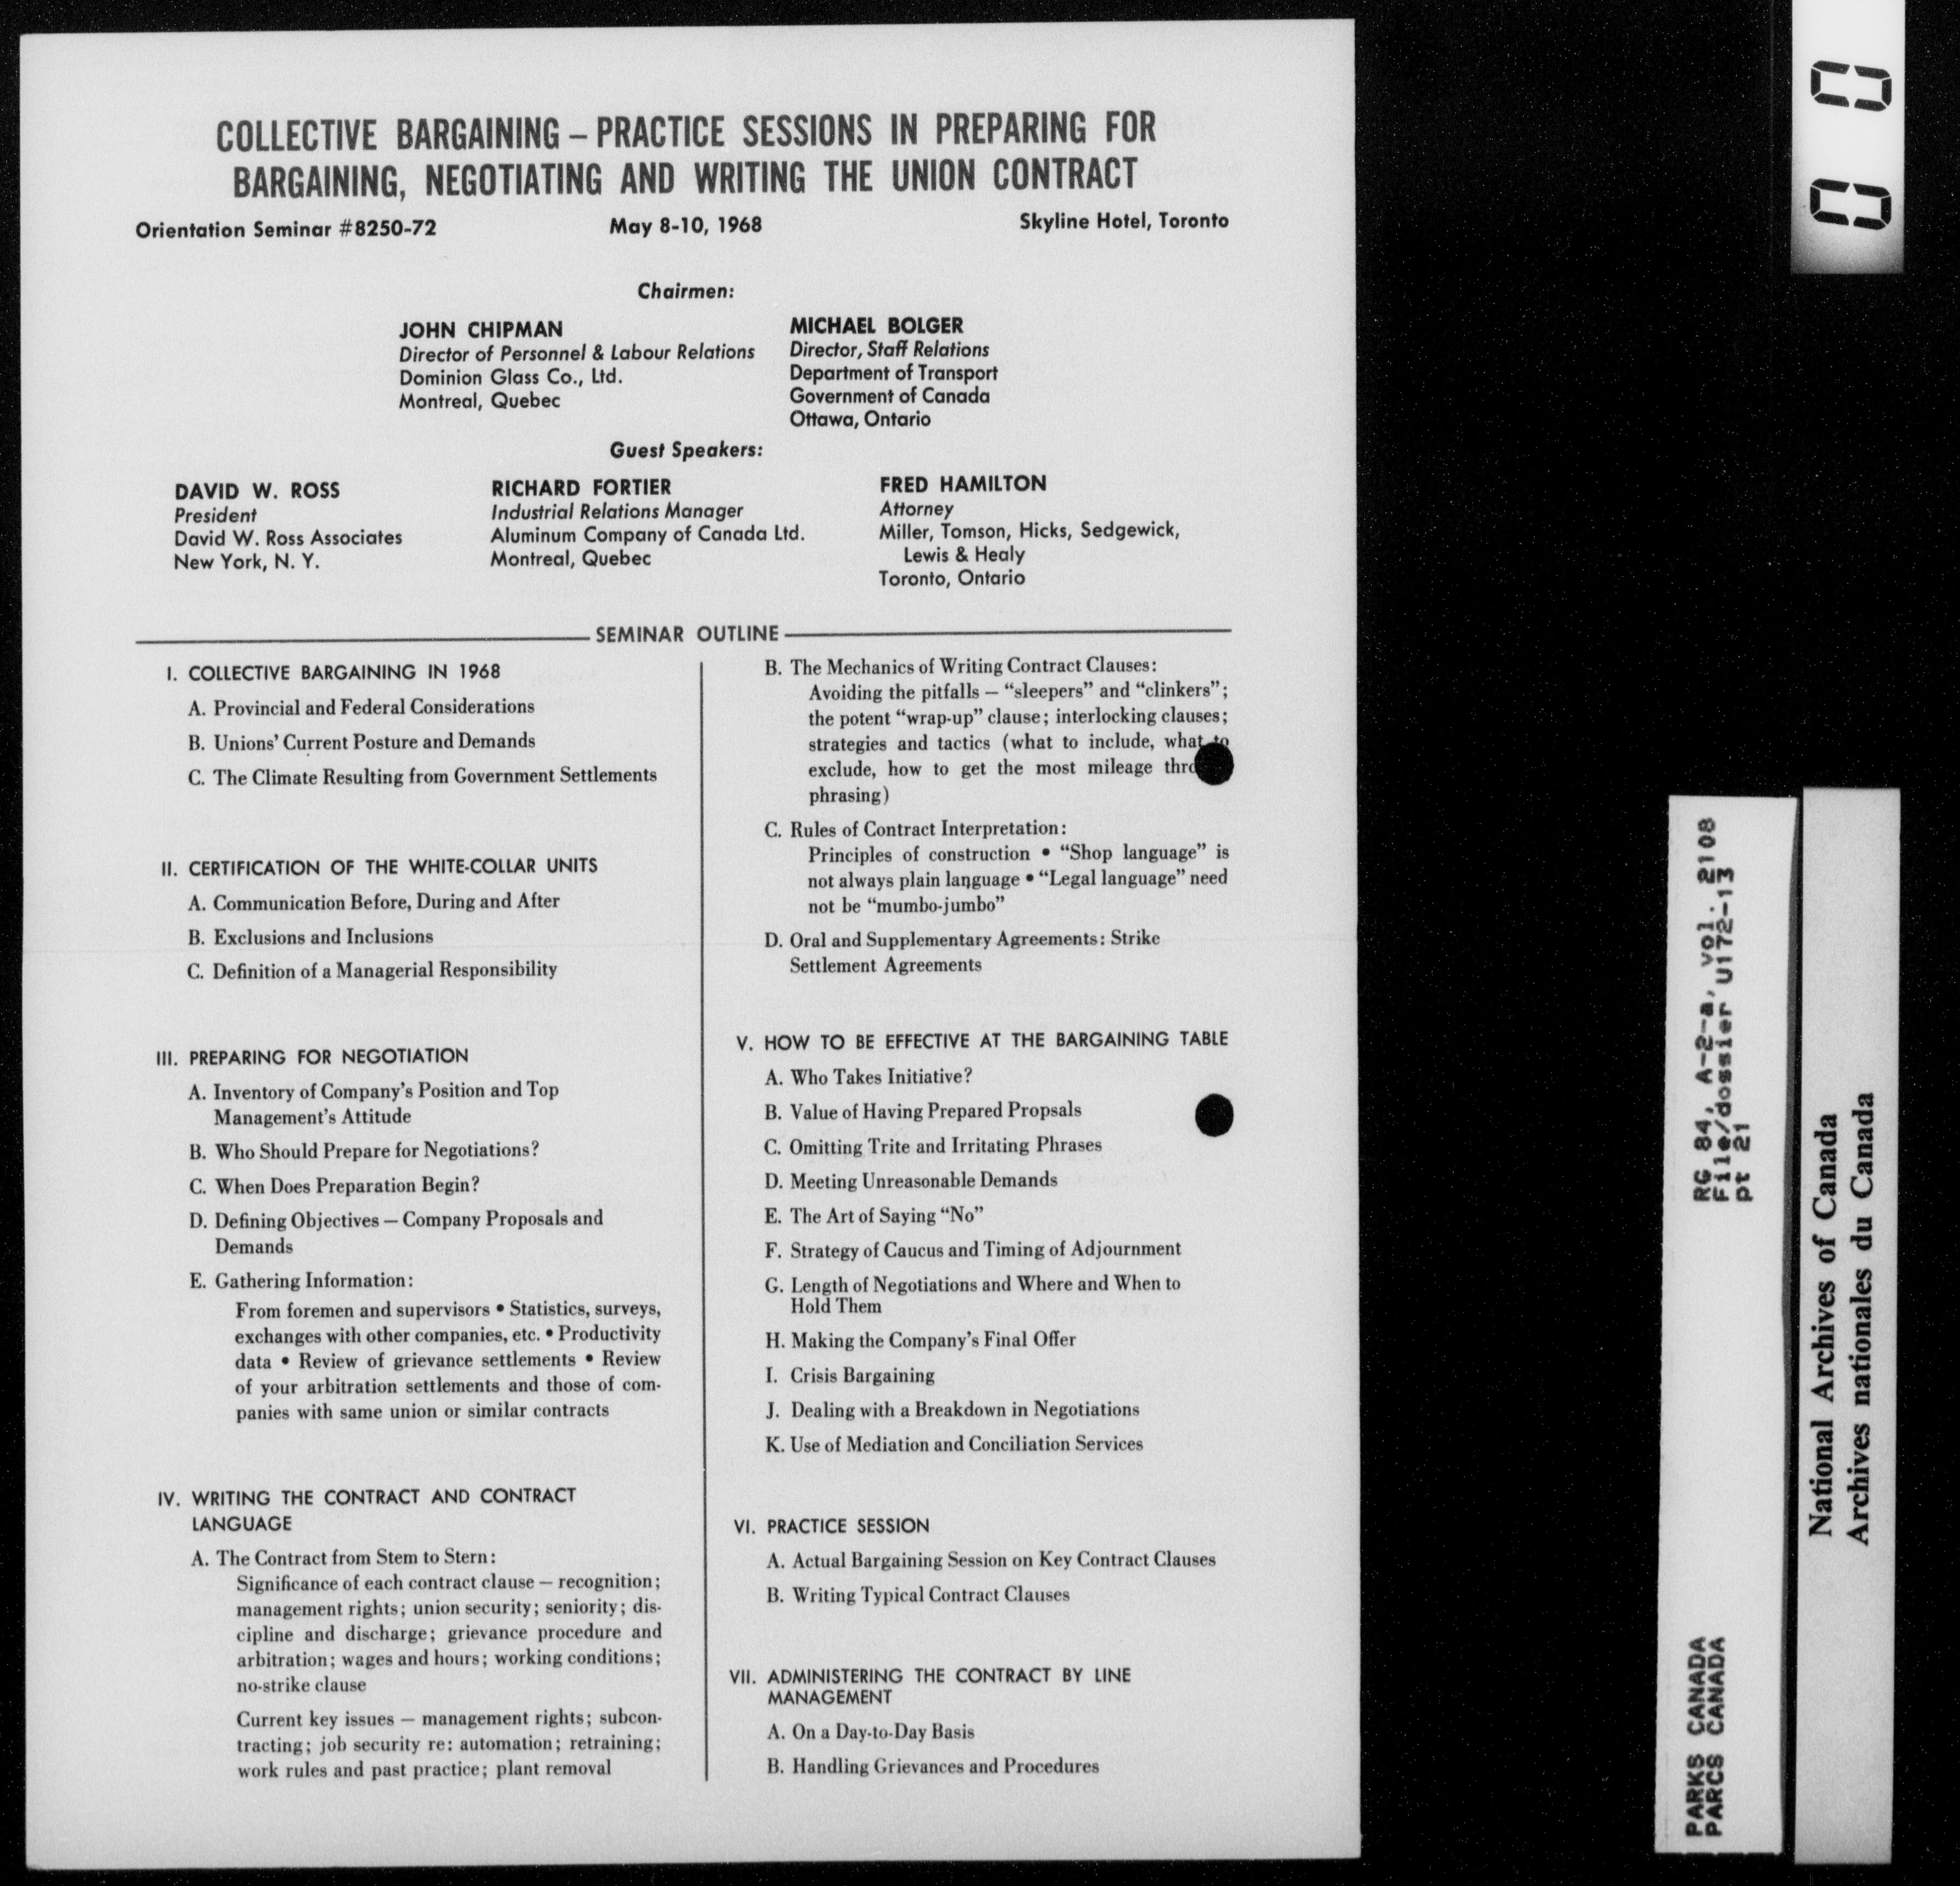 COLLECTIVE BARGAINING – PRACTICE SESSIONS IN PREPARING FOR
BARGAINING, NEGOTIATING AND WRITING THE UNION CONTRACT
Orientation Seminar #8250-72 May 8-10, 1968 Skyline Hotel, Toronto
Chairmen:
JOHN CHIPMAN
Director of Personnel & Labour Relations
Dominion Glass Co., Ltd.
Montreal, Quebec
MICHAEL BOLGER
Director, Staff Relations
Department of Transport
Government of Canada
Ottawa, Ontario
Guest Speakers:
DAVID W. ROSS
President
David W. Ross Associates
New York, N. Y.
RICHARD FORTIER
Industrial Relations Manager
Aluminum Company of Canada Ltd.
Montreal, Quebec
FRED HAMILTON
Attorney
Miller, Tomson, Hicks, Sedgewick,
Lewis & Healy
Toronto, Ontario
SEMINAR OUTLINE
I. COLLECTIVE BARGAINING IN 1968
A. Provincial and Federal Considerations
B. Unions' Current Posture and Demands
C. The Climate Resulting from Government Settlements
II. CERTIFICATION OF THE WHITE-COLLAR UNITS
A. Communication Before, During and After
B. Exclusions and Inclusions
C. Definition of a Managerial Responsibility
III. PREPARING FOR NEGOTIATION
A. Inventory of Company's Position and Top
Management's Attitude
B. Who Should Prepare for Negotiations?
C. When Does Preparation Begin?
D. Defining Objectives – Company Proposals and
Demands
E. Gathering Information:
From foremen and supervisors • Statistics, surveys,
exchanges with other companies, etc. • Productivity
data • Review of grievance settlements • Review
of your arbitration settlements and those of com-
panies with same union or similar contracts
IV. WRITING THE CONTRACT AND CONTRACT
LANGUAGE
A. The Contract from Stem to Stern:
Significance of each contract clause – recognition;
management rights; union security; seniority; dis-
cipline and discharge; grievance procedure and
arbitration; wages and hours; working conditions;
no-strike clause
Current key issues – management rights; subcon-
tracting; job security re: automation; retraining;
work rules and past practice; plant removal
B. The Mechanics of Writing Contract Clauses:
Avoiding the pitfalls – "sleepers" and "clinkers";
the potent "wrap-up" clause; interlocking clauses;
strategies and tactics (what to include, what to
exclude, how to get the most mileage
phrasing)
C. Rules of Contract Interpretation:
Principles of construction • "Shop language" is
not always plain language • "Legal language" need
not be "mumbo-jumbo"
D. Oral and Supplementary Agreements: Strike
Settlement Agreements
V. HOW TO BE EFFECTIVE AT THE BARGAINING TABLE
A. Who Takes Initiative?
B. Value of Having Prepared Propsals
C. Omitting Trite and Irritating Phrases
D. Meeting Unreasonable Demands
E. The Art of Saying "No"
F. Strategy of Caucus and Timing of Adjournment
G. Length of Negotiations and Where and When to
Hold Them
H. Making the Company's Final Offer
I. Crisis Bargaining
J. Dealing with a Breakdown in Negotiations
K. Use of Mediation and Conciliation Services
VI. PRACTICE SESSION
A. Actual Bargaining Session on Key Contract Clauses
B. Writing Typical Contract Clauses
VII. ADMINISTERING THE CONTRACT BY LINE
MANAGEMENT
A. On a Day-to-Day Basis
B. Handling Grievances and Procedures
00
RG 84, A-2-a, vol. 2108
File/dossier U172-13
pt 21
PARKS CANADA
PARCS CANADA
National Archives of Canada
Archives nationales du Canada